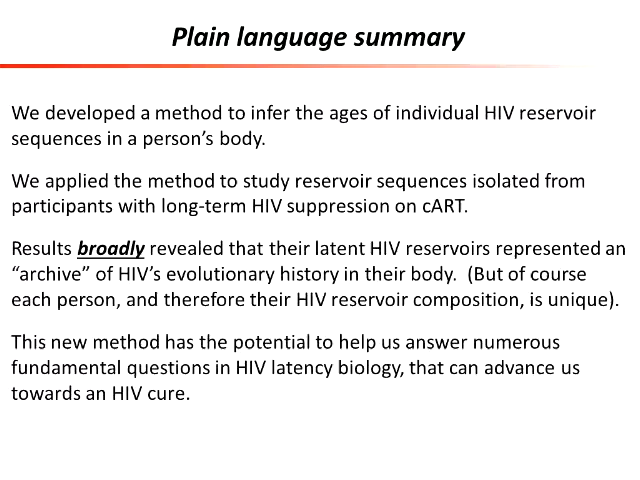 Plain language summary
We developed a method to infer the ages of individual HIV reservoir
sequences in a person’s body.
We applied the method to study reservoir sequences isolated from
participants with long-term HIV suppression on cART.
Results broadly revealed that their latent HIV reservoirs represented an
“archive” of HIV’s evolutionary history in their body.  (But of course
each person, and therefore their HIV reservoir composition, is unique).
This new method has the potential to help us answer numerous
fundamental questions in HIV latency biology, that can advance us
towards an HIV cure.